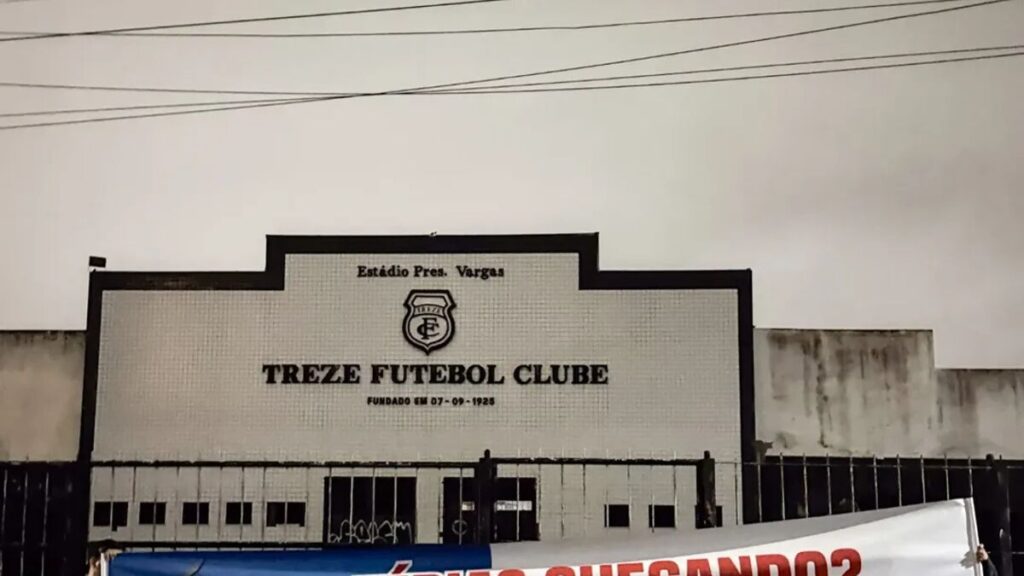 Estádio Pres. Vargas
TREZE
TREZE FUTEBOL CLUBE
FUNDADO EM 07-09-1925
CHEGANDO?